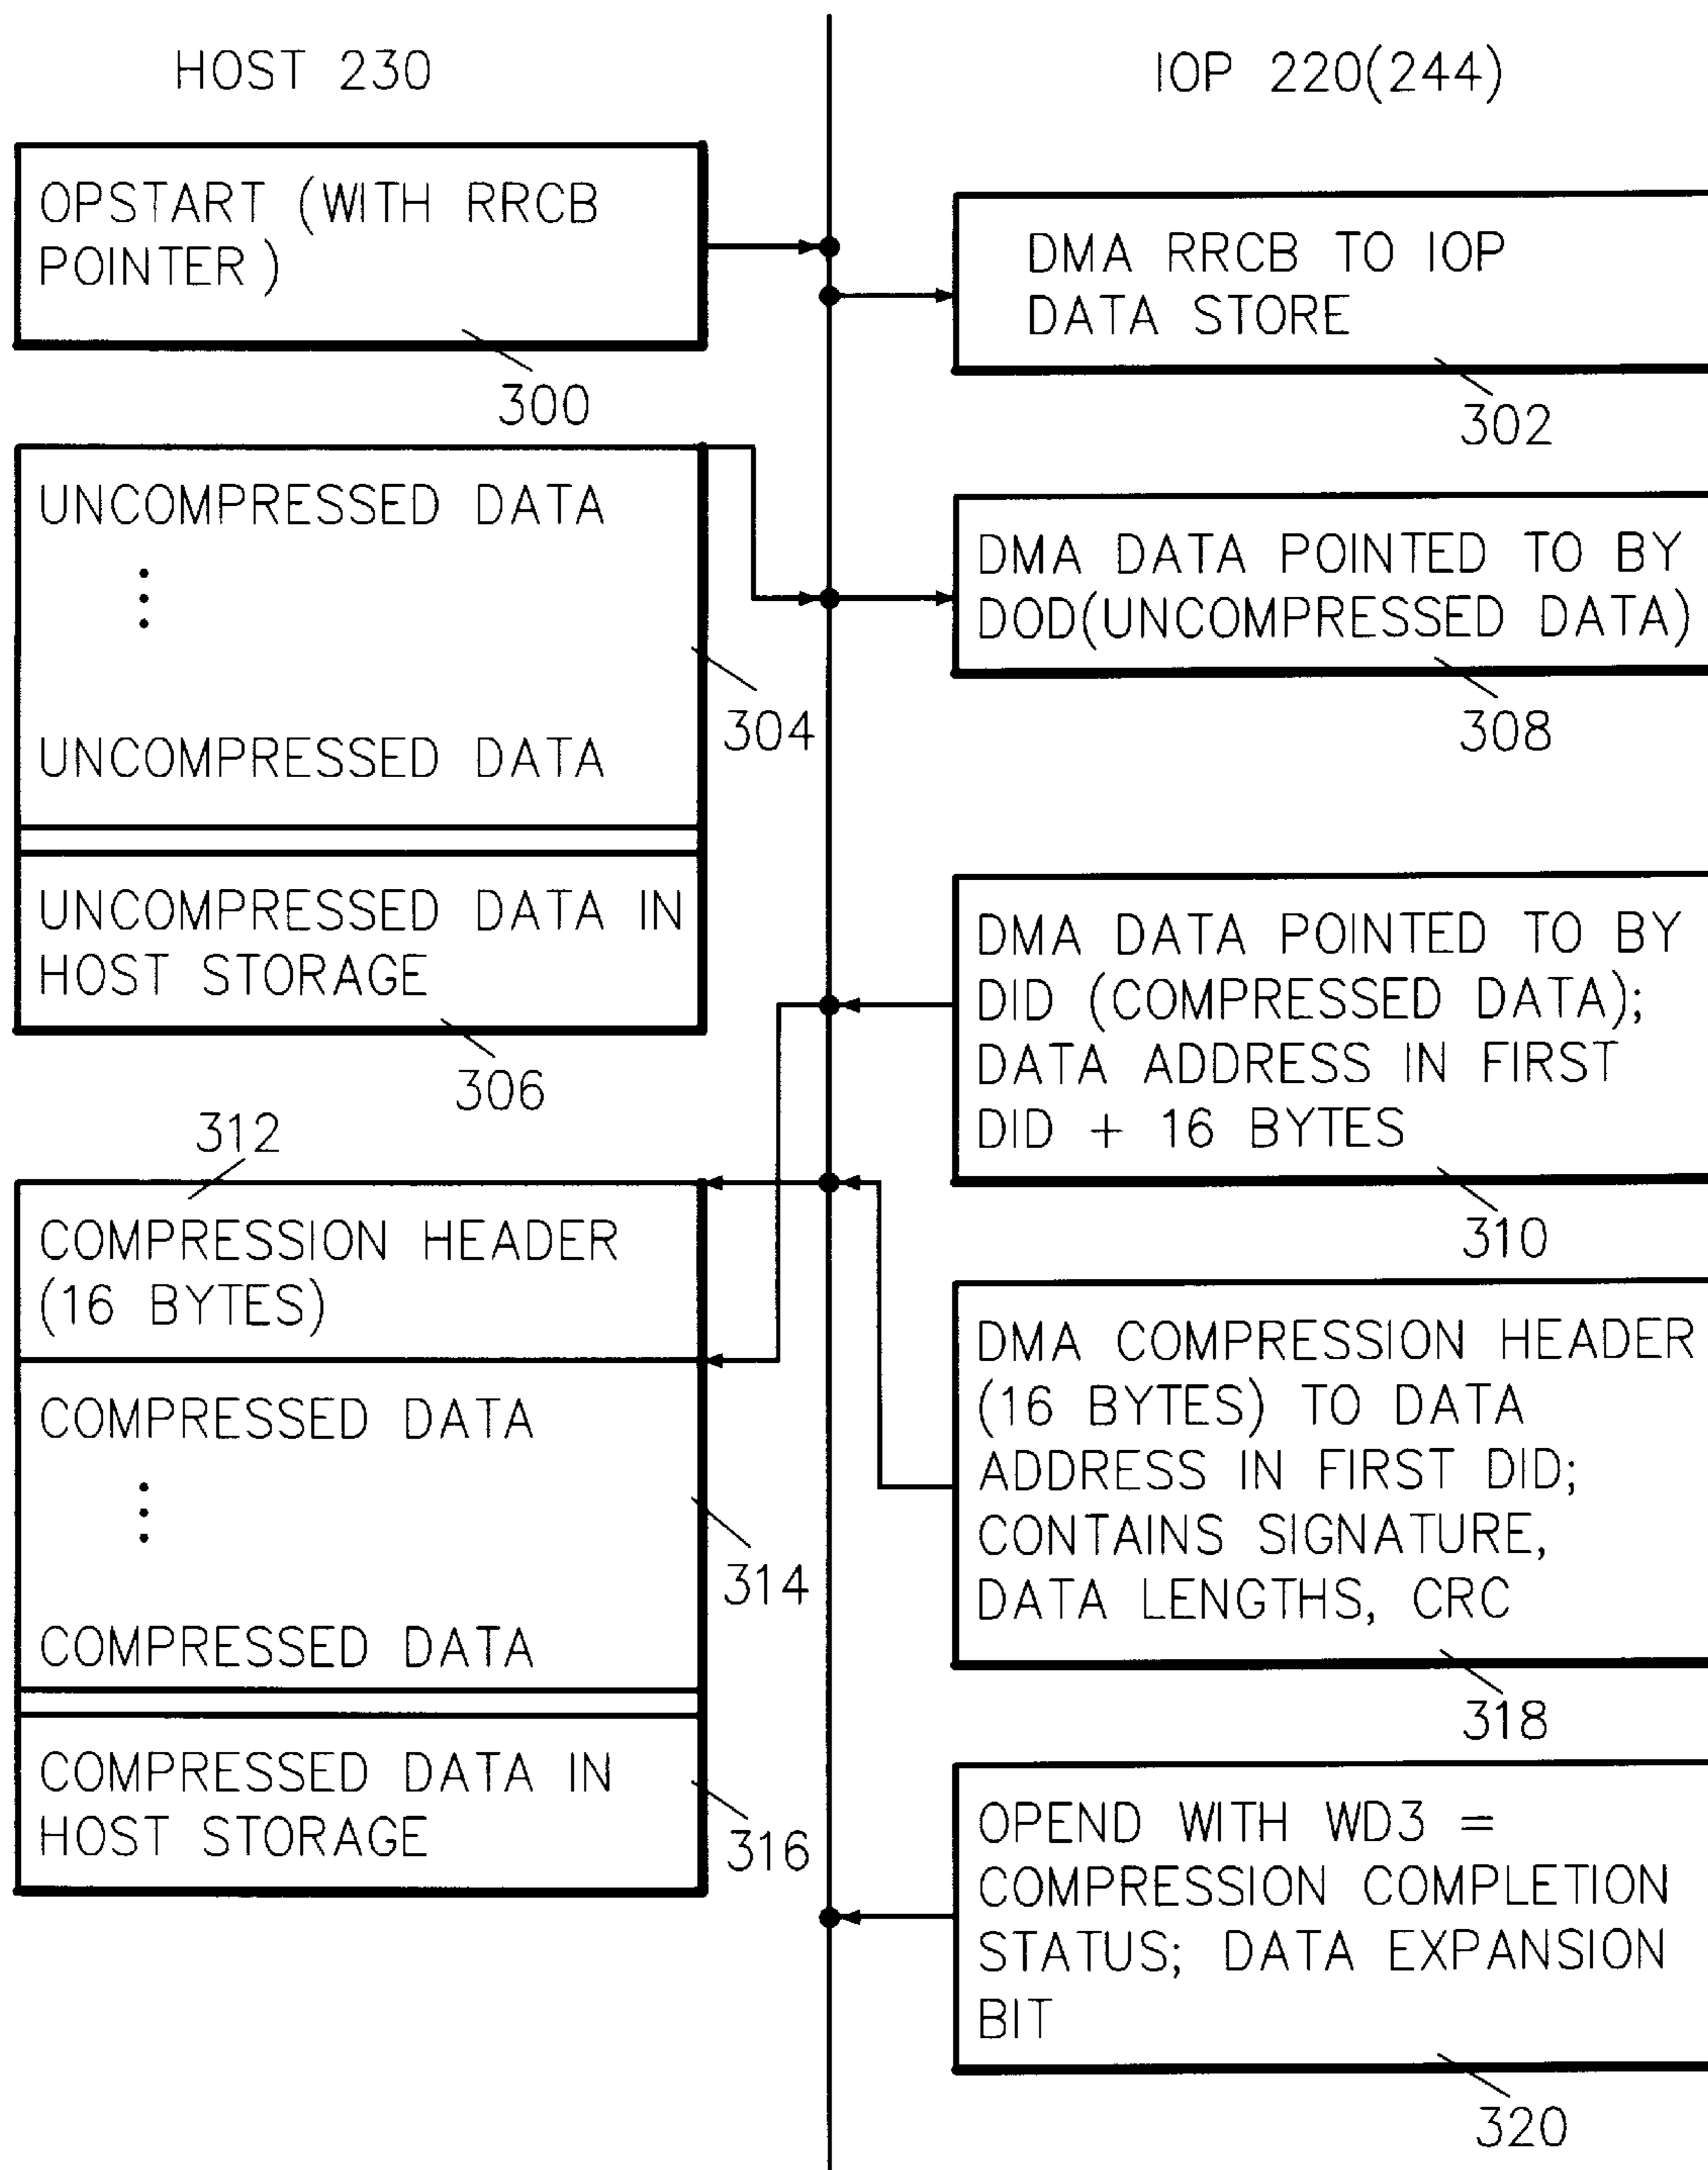 HOST 230
IOP 220(244)
OPSTART (WITH RRCB
POINTER)
300
DMA RRCB TO IOP
DATA STORE
302
UNCOMPRESSED DATA
UNCOMPRESSED DATA
304
DMA DATA POINTED TO BY
DOD(UNCOMPRESSED DATA)
308
UNCOMPRESSED DATA IN
HOST STORAGE
306
DMA DATA POINTED TO BY
DID (COMPRESSED DATA);
DATA ADDRESS IN FIRST
DID + 16 BYTES
310
312
COMPRESSION HEADER
(16 BYTES)
COMPRESSED DATA
COMPRESSED DATA
314
DMA COMPRESSION HEADER
(16 BYTES) TO DATA
ADDRESS IN FIRST DID;
CONTAINS SIGNATURE,
DATA LENGTHS, CRC
318
COMPRESSED DATA IN
HOST STORAGE
316
OPEND WITH WD3 =
COMPRESSION COMPLETION
STATUS; DATA EXPANSION
BIT
320